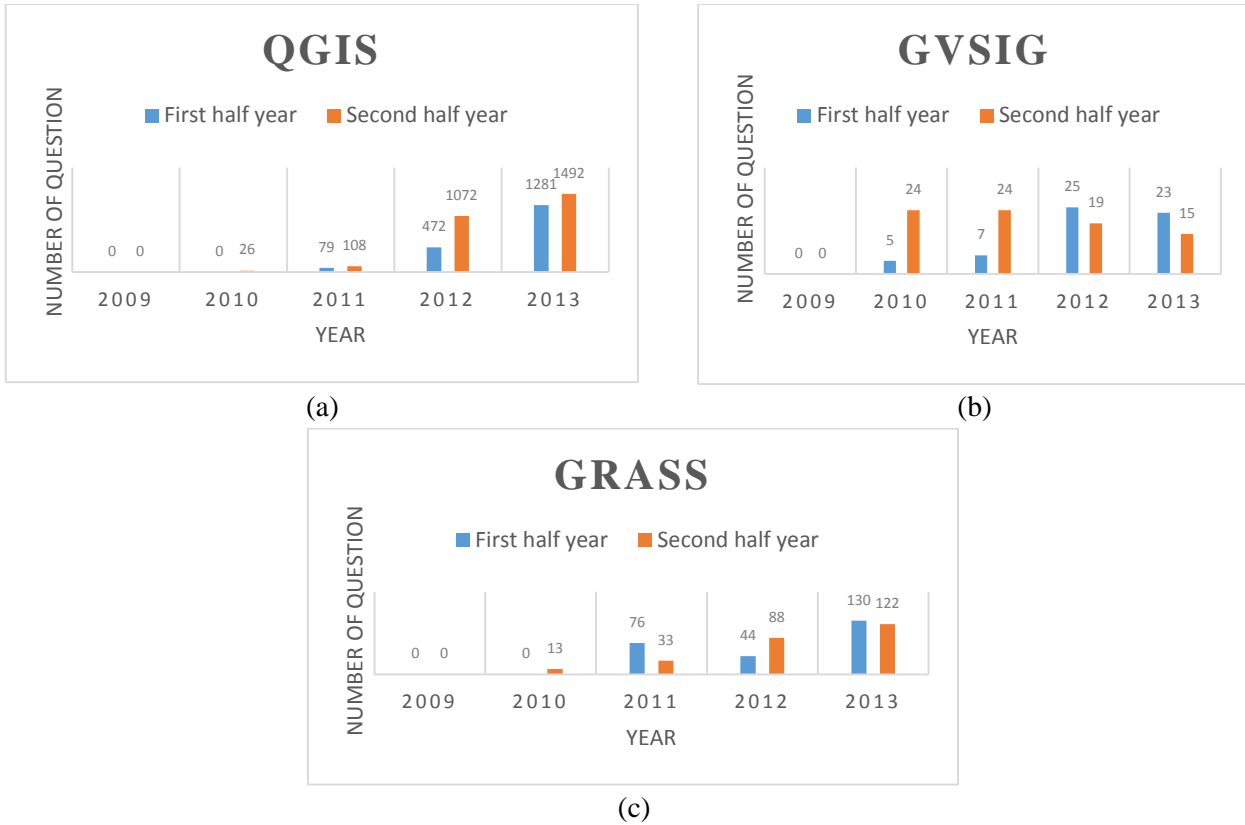 QGIS
First half year Second half year
NUMBER OF QUESTION
0 0 0 26 79 108 472 1072 1281 1492
2009 2010 2011 2012 2013
YEAR
(a)
GVSIG
First half year Second half year
NUMBER OF QUESTION
0 0 5 24 7 24 25 19 23 15
2009 2010 2011 2012 2013
YEAR
(b)
GRASS
First half year Second half year
NUMBER OF QUESTION
0 0 0 13 76 33 44 88 130 122
2009 2010 2011 2012 2013
YEAR
(c)